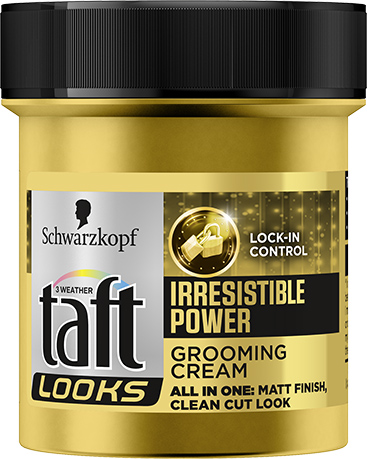 Schwarzkopf
3 WEATHER
taft
LOOKS
LOCK-IN
CONTROL
IRRESISTIBLE
POWER
GROOMING
CREAM
ALL IN ONE: MATT FINISH,
CLEAN CUT LOOK